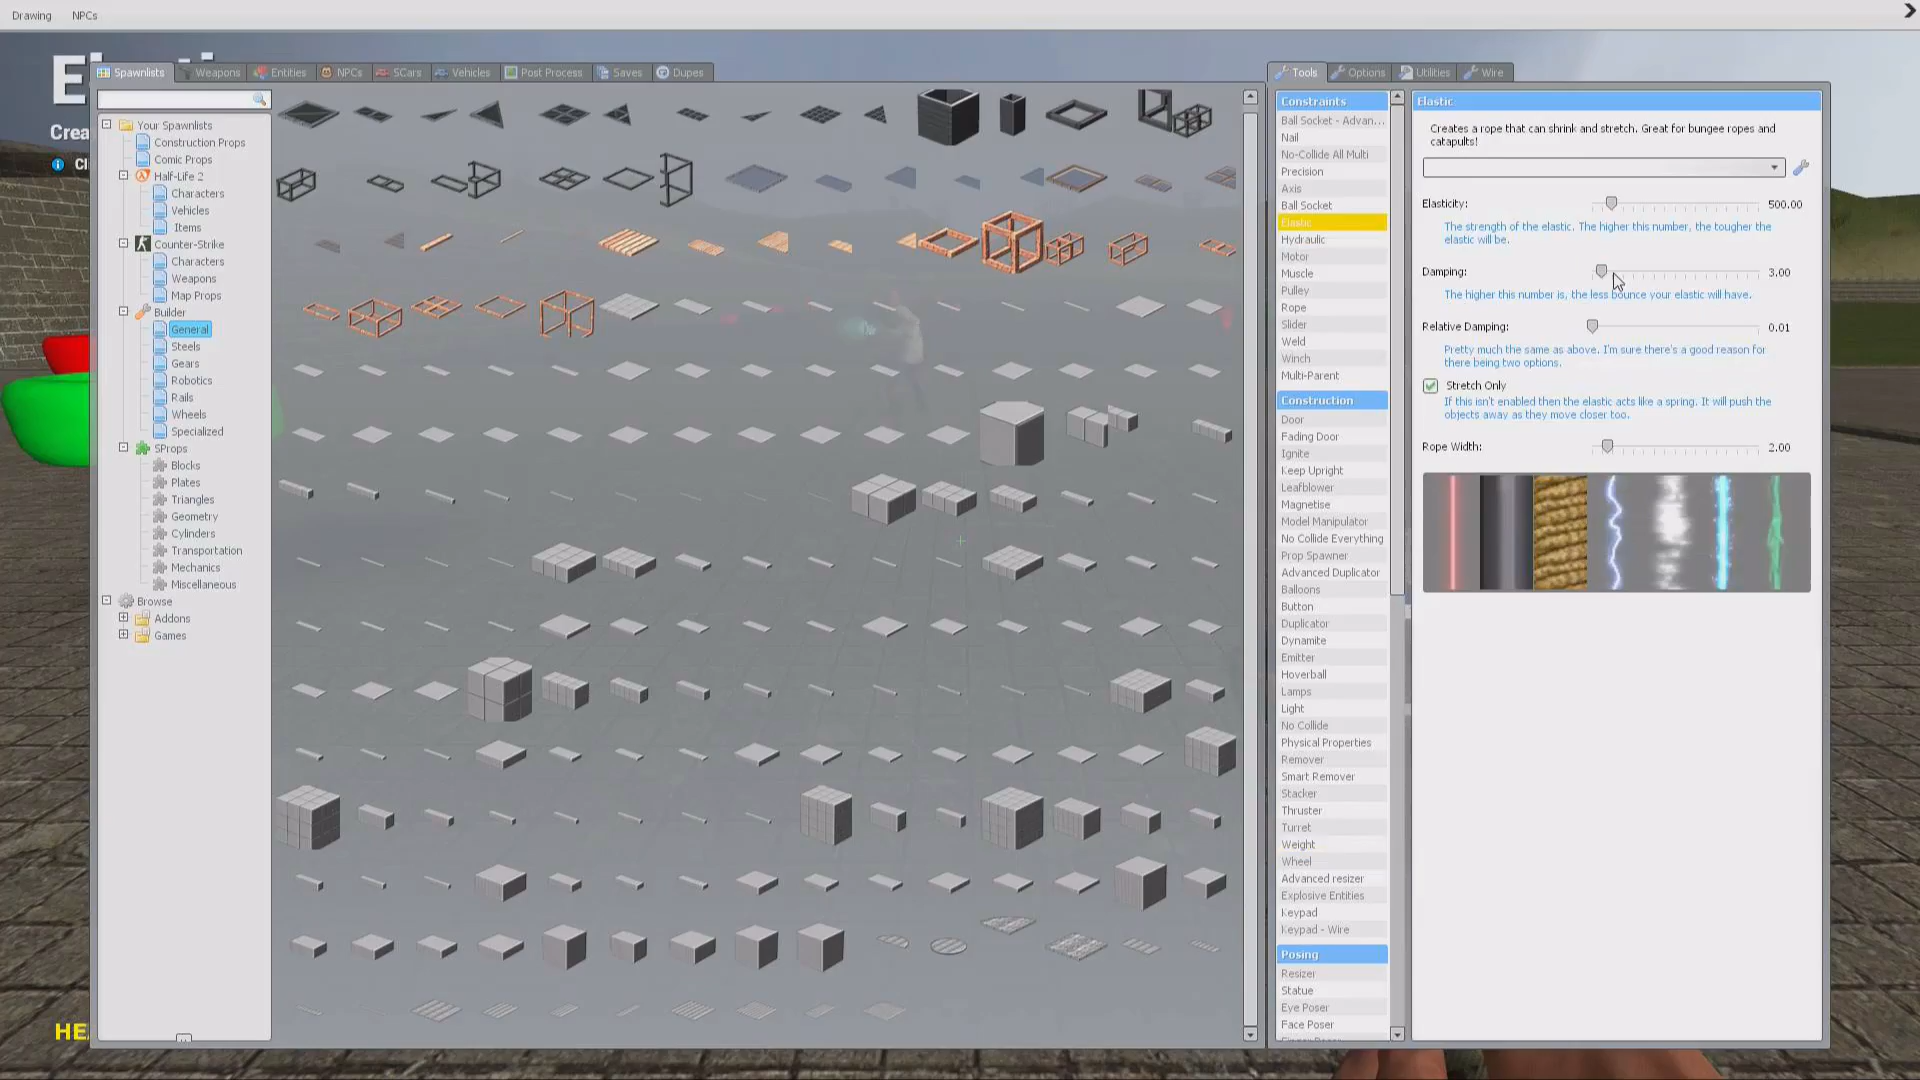 Drawing NPCs
El
Crea
Cli
HE
Spawnlists Weapons Entities NPCs SCars Vehicles Post Process Saves Dupes
Your Spawnlists
Construction Props
Comic Props
Half-Life 2
Characters
Vehicles
Items
Counter-Strike
Characters
Weapons
Map Props
Builder
General
Steels
Gears
Robotics
Rails
Wheels
Specialized
SProps
Blocks
Plates
Triangles
Geometry
Cylinders
Transportation
Mechanics
Miscellaneous
Browse
Addons
Games
Tools Options Utilities Wire
Constraints
Ball Socket - Advan...
Nail
No-Collide All Multi
Precision
Axis
Ball Socket
Elastic
Hydraulic
Motor
Muscle
Pulley
Rope
Slider
Weld
Winch
Multi-Parent
Construction
Door
Fading Door
Ignite
Keep Upright
Leafblower
Magnetise
Model Manipulator
No Collide Everything
Prop Spawner
Advanced Duplicator
Balloons
Button
Duplicator
Dynamite
Emitter
Hoverball
Lamps
Light
No Collide
Physical Properties
Remover
Smart Remover
Stacker
Thruster
Turret
Weight
Wheel
Advanced resizer
Explosive Entities
Keypad
Keypad - Wire
Posing
Resizer
Statue
Eye Poser
Face Poser
Elastic
Creates a rope that can shrink and stretch. Great for bungee ropes and
catapults!
Elasticity: 500.00
The strength of the elastic. The higher this number, the tougher the
elastic will be.
Damping: 3.00
The higher this number is, the less bounce your elastic will have.
Relative Damping: 0.01
Pretty much the same as above. I'm sure there's a good reason for
there being two options.
Stretch Only
If this isn't enabled then the elastic acts like a spring. It will push the
objects away as they move closer too.
Rope Width: 2.00